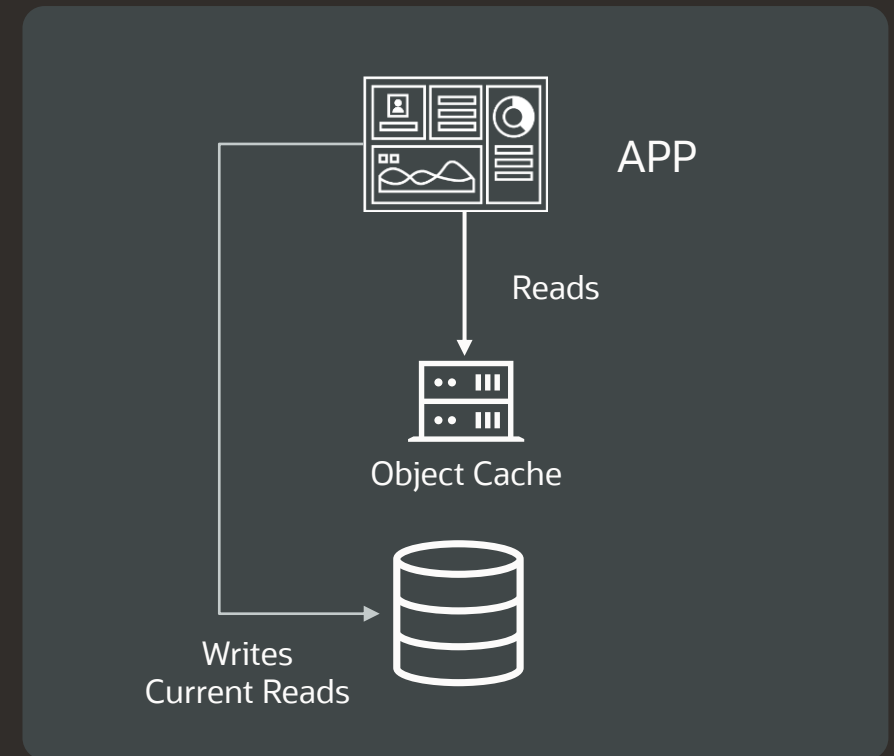 APP
Reads
Object Cache
Writes
Current Reads